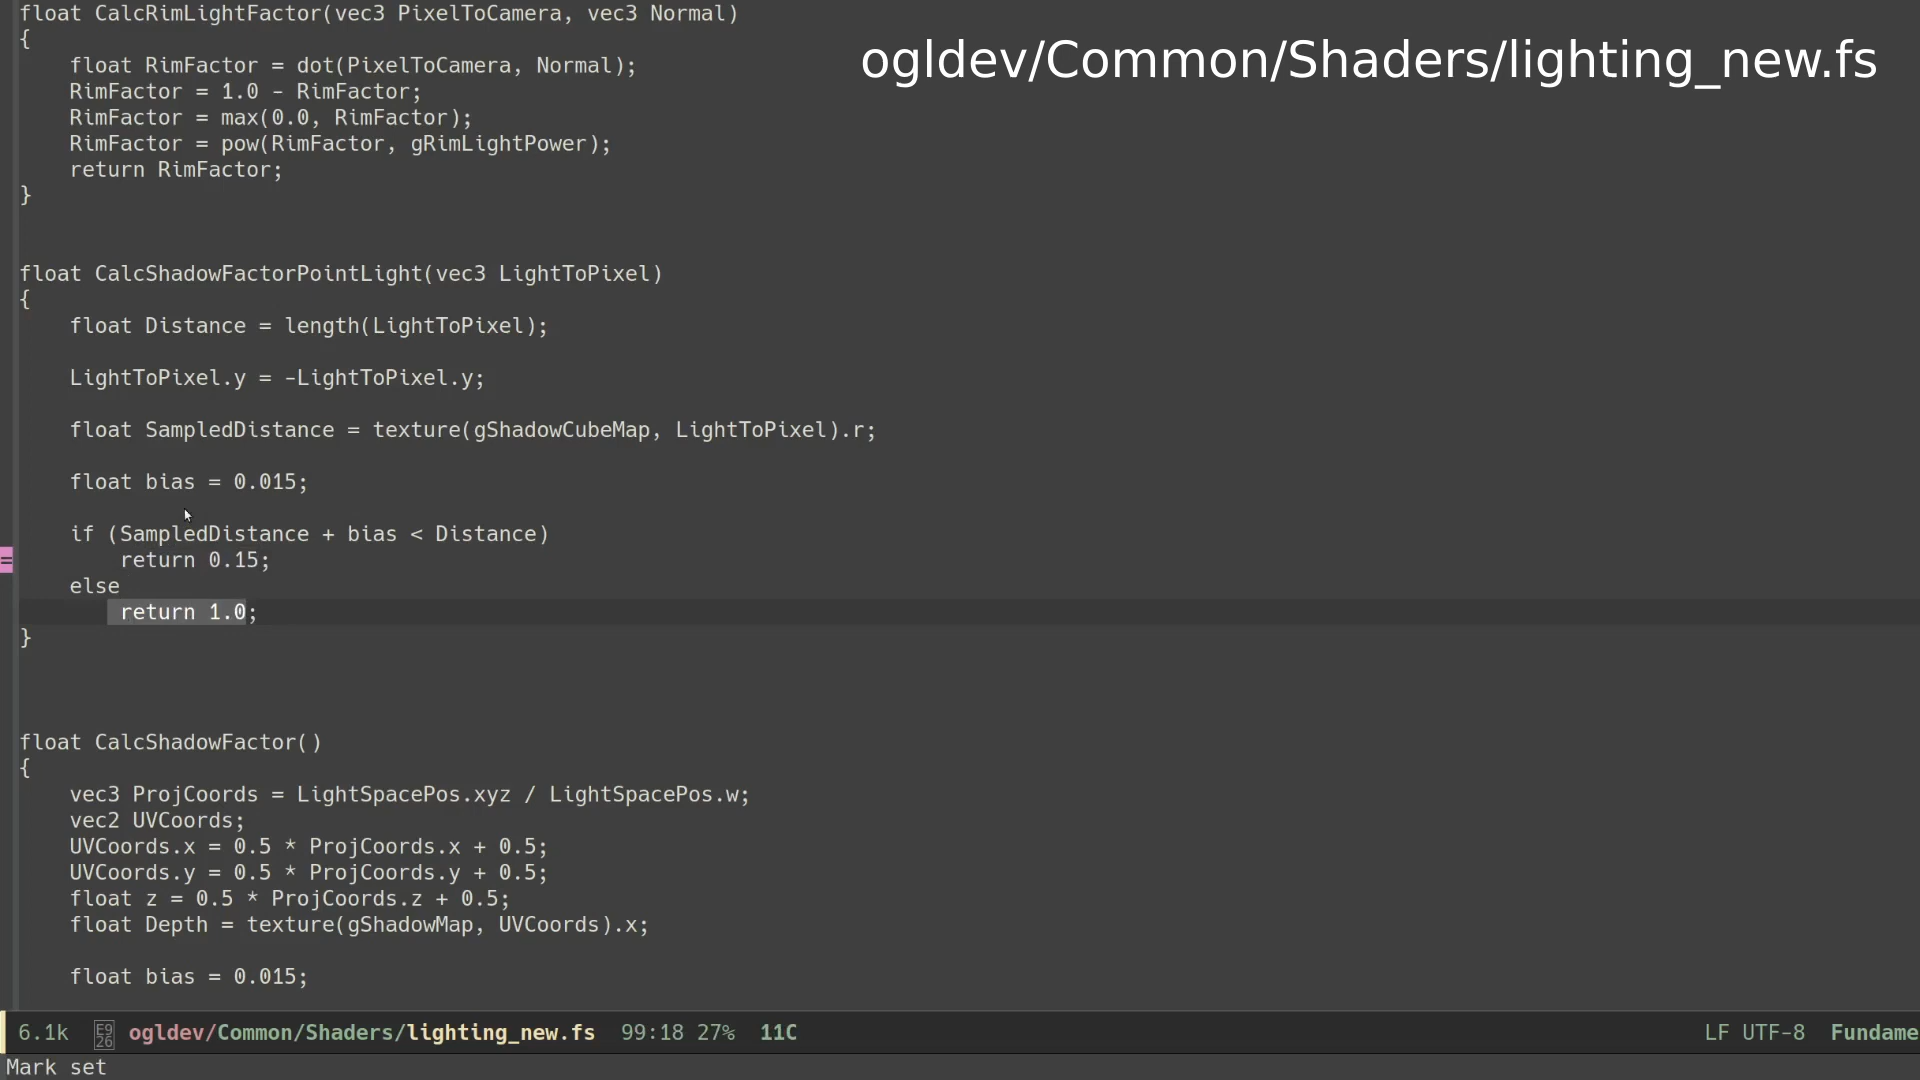 float CalcRimLightFactor(vec3 PixelToCamera, vec3 Normal)
{
ogldev/Common/Shaders/lighting_new.fs
    float RimFactor = dot(PixelToCamera, Normal);
    RimFactor = 1.0 - RimFactor;
    RimFactor = max(0.0, RimFactor);
    RimFactor = pow(RimFactor, gRimLightPower);
    return RimFactor;
}
float CalcShadowFactorPointLight(vec3 LightToPixel)
{
    float Distance = length(LightToPixel);
    LightToPixel.y = -LightToPixel.y;
    float SampledDistance = texture(gShadowCubeMap, LightToPixel).r;
    float bias = 0.015;
    if (SampledDistance + bias < Distance)
=       return 0.15;
    else
        return 1.0;
}
float CalcShadowFactor()
{
    vec3 ProjCoords = LightSpacePos.xyz / LightSpacePos.w;
    vec2 UVCoords;
    UVCoords.x = 0.5 * ProjCoords.x + 0.5;
    UVCoords.y = 0.5 * ProjCoords.y + 0.5;
    float z = 0.5 * ProjCoords.z + 0.5;
    float Depth = texture(gShadowMap, UVCoords).x;
    float bias = 0.015;
6.1k E926 ogldev/Common/Shaders/lighting_new.fs 99:18 27% 11C LF UTF-8 Fundame
Mark set